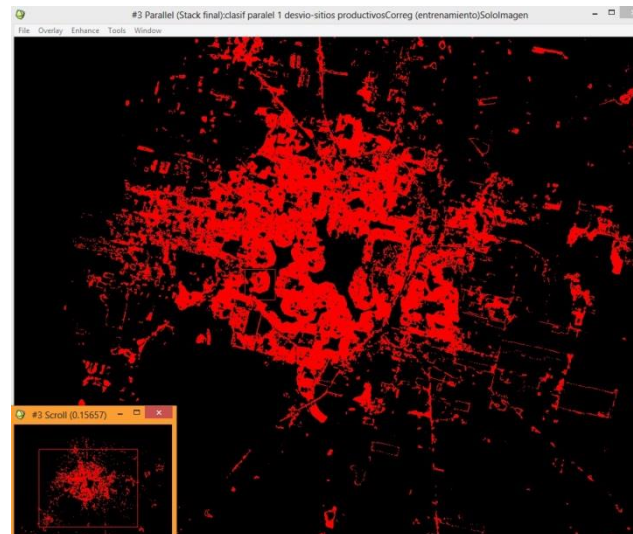 #3 Parallel (Stack final):clasif paralel 1 desvio-sitios productivosCorreg (entrenamiento)SoloImagen
File Overlay Enhance Tools Window
#3 Scroll (0.15657)